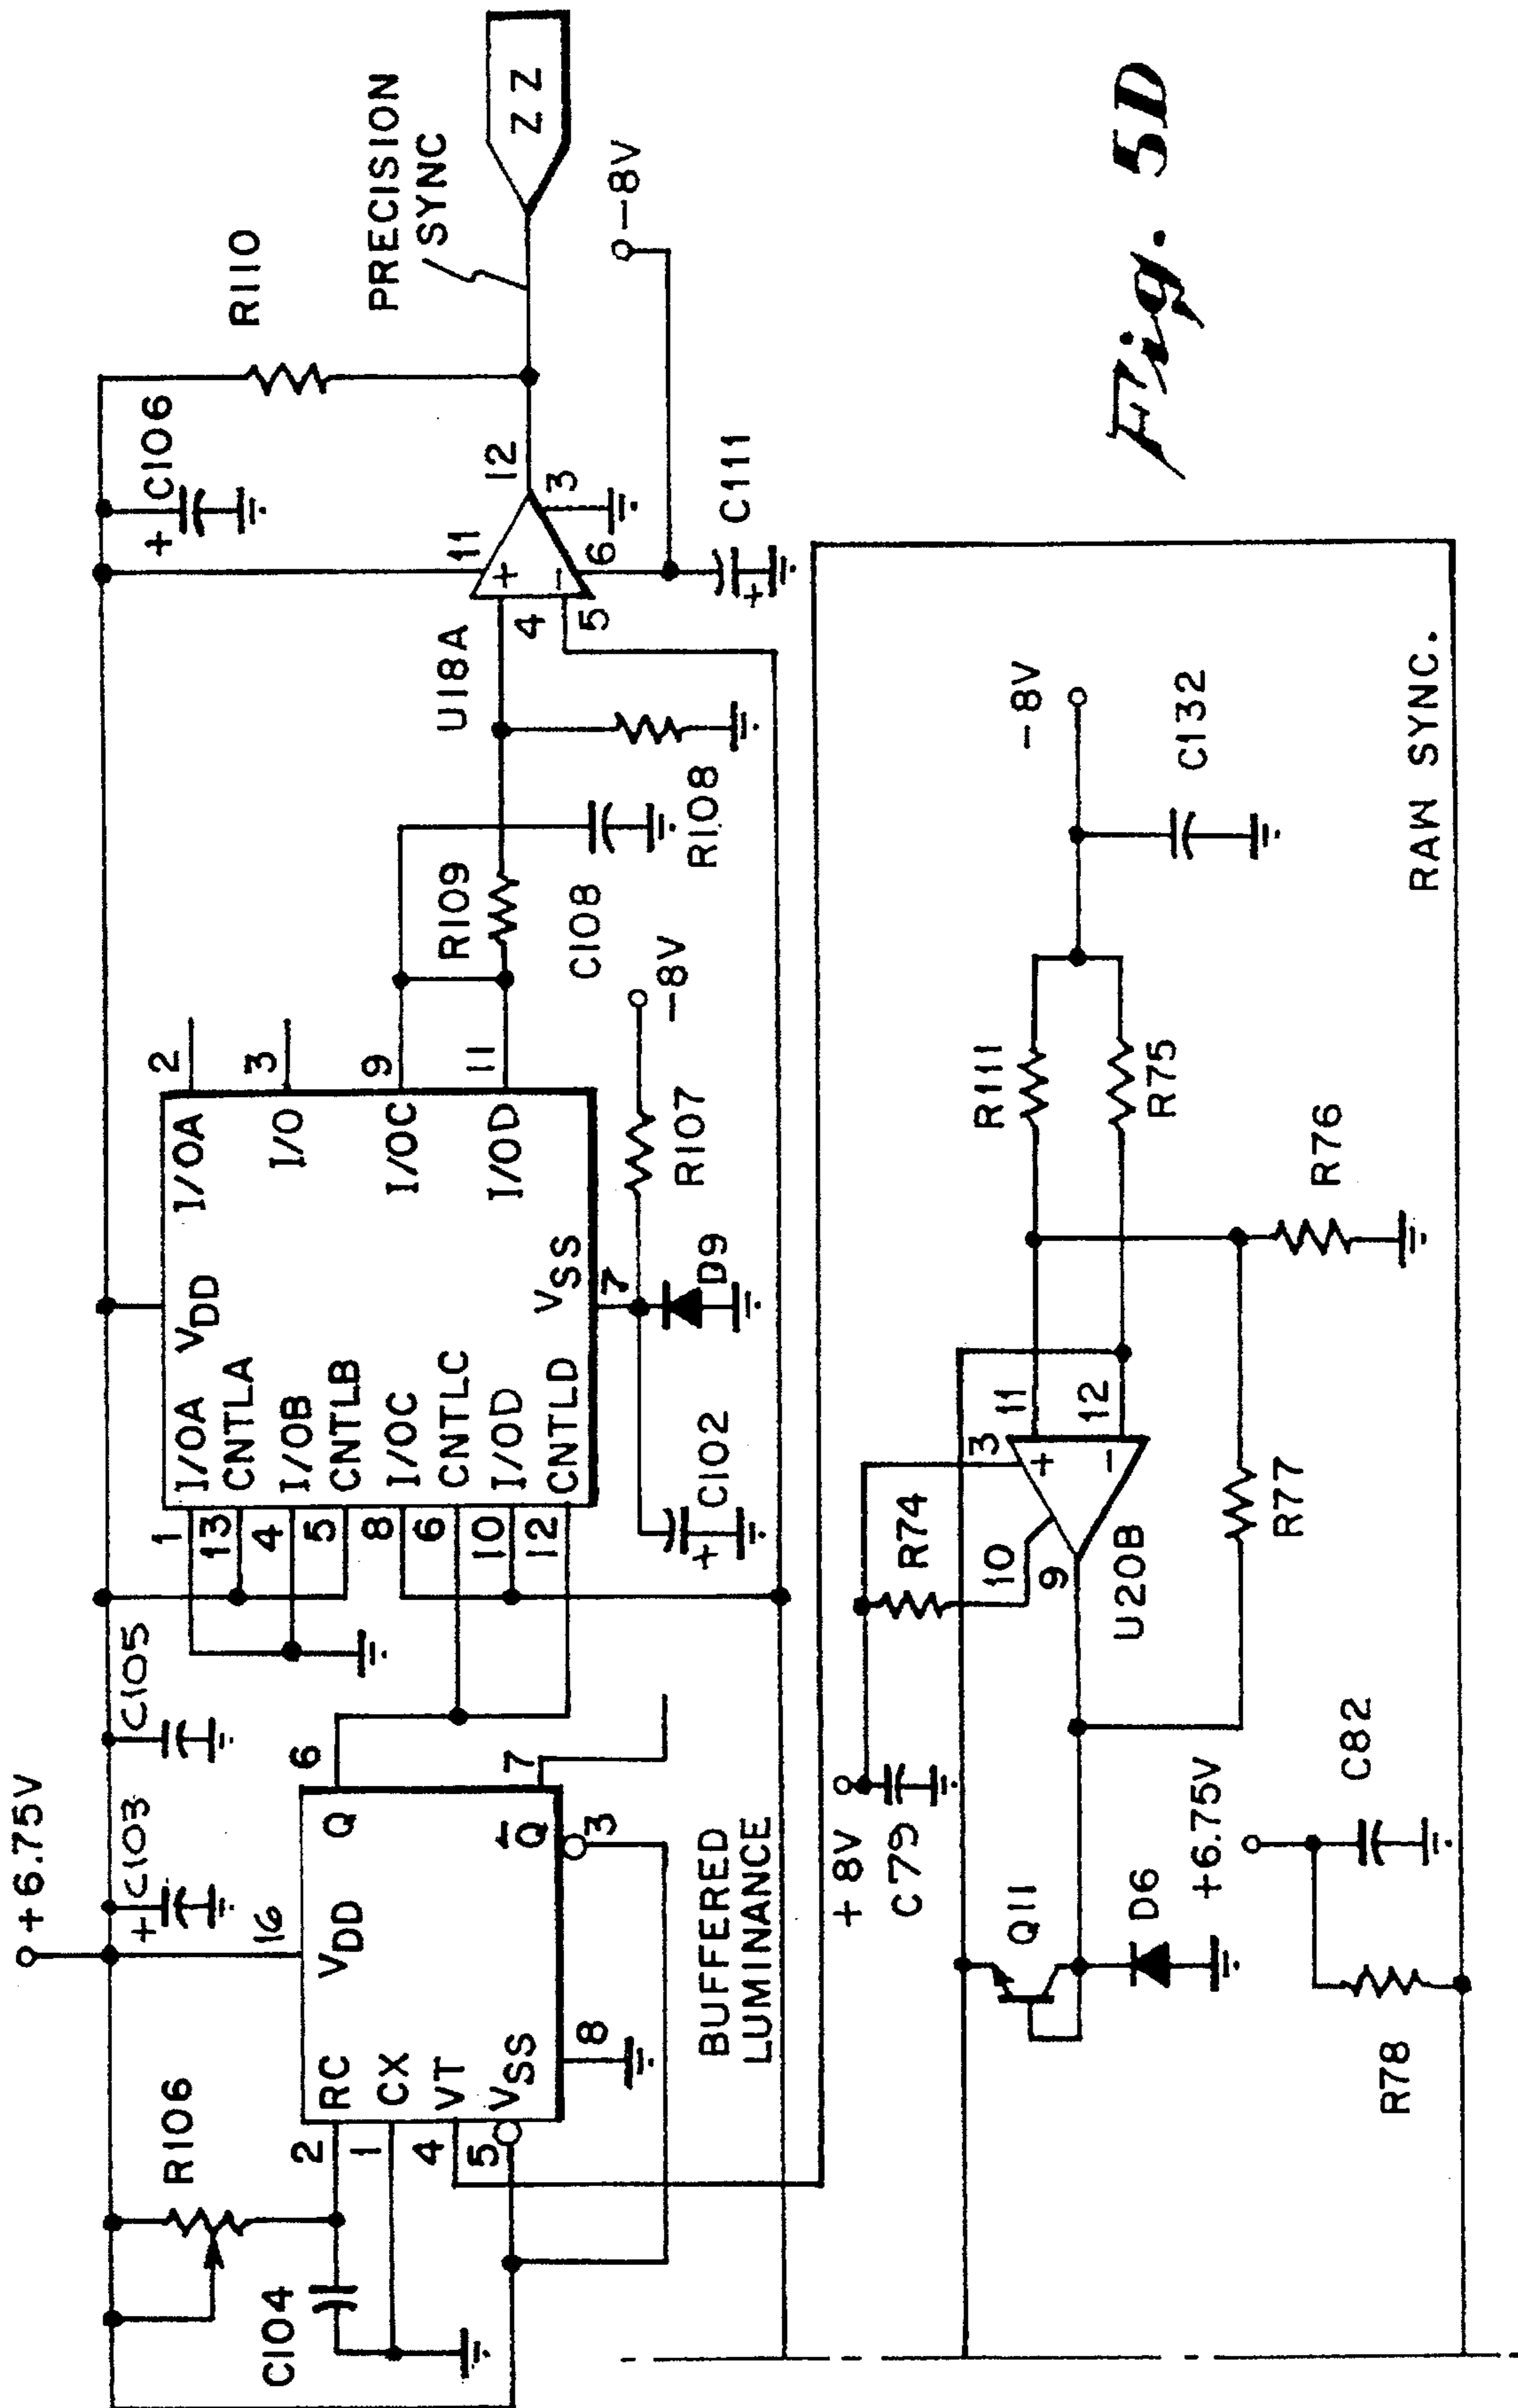 +6.75V
C103
+
C105
R106
16
VDD
2
RC
1
CX
4
VT
5
VSS
8
Q
6
7
Q
3
C104
BUFFERED
LUMINANCE
1
I/OA
13
CNTLA
4
I/OB
5
CNTLB
8
I/OC
6
CNTLC
10
I/OD
12
CNTLD
VDD
VSS
7
I/OA
2
I/O
3
I/OC
9
I/OD
11
C102
+
D9
R107
-8V
R109
C108
R108
U18A
4
5
+
-
11
12
3
6
+
C106
R110
PRECISION
SYNC
ZZ
-8V
C111
+
+8V
C79
R74
10
9
3
+
-
11
12
U20B
R111
R75
-8V
C132
R76
R77
Q11
D6
+6.75V
C82
R78
RAW SYNC.
Fig. 5D